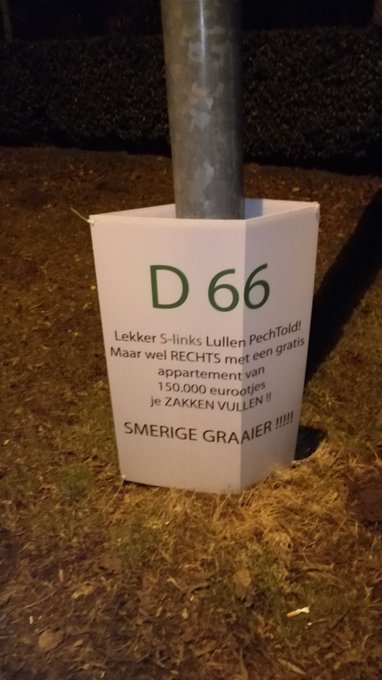 D 66
Lekker S-links Lullen PechTold!
Maar wel RECHTS met een gratis
appartement van
150.000 eurootjes
je ZAKKEN VULLEN !!
SMERIGE GRAAIER !!!!!